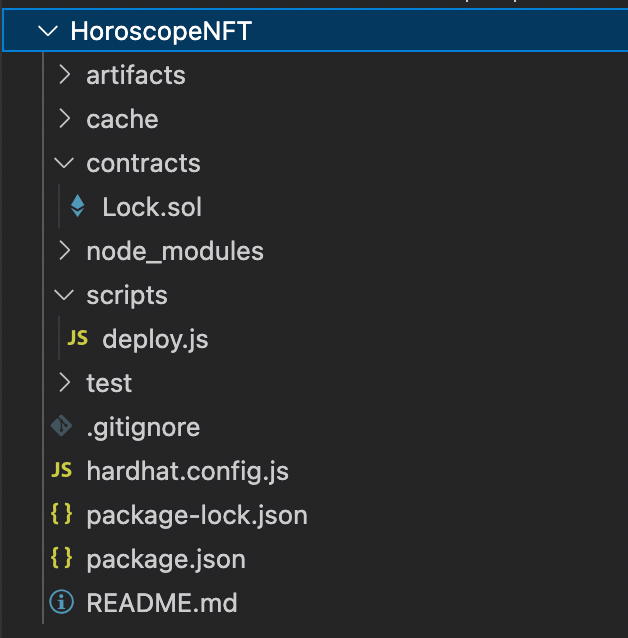 HoroscopeNFT
artifacts
cache
contracts
Lock.sol
node_modules
scripts
JS deploy.js
test
.gitignore
JS hardhat.config.js
{} package-lock.json
{} package.json
README.md